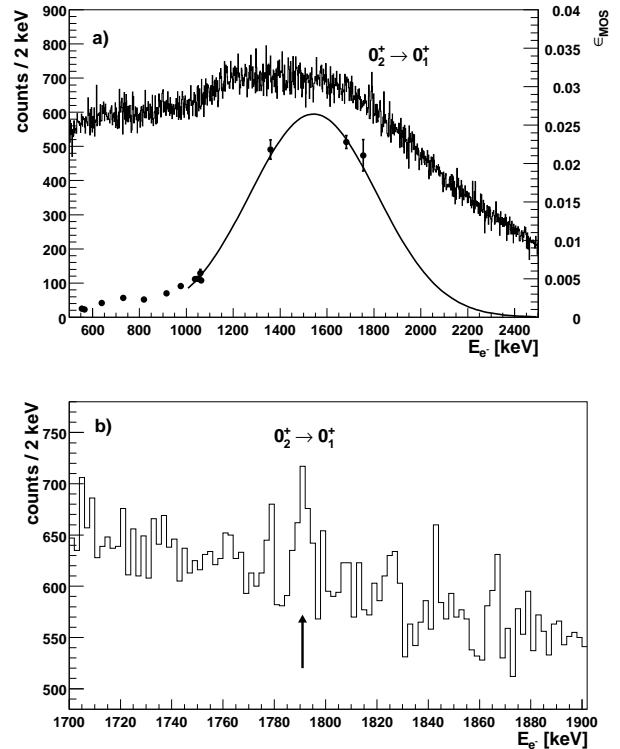 a)
0₂⁺ → 0₁⁺
counts / 2 keV
ϵMOS
900
800
700
600
500
400
300
200
100
0
0.04
0.035
0.03
0.025
0.02
0.015
0.01
0.005
0
600 800 1000 1200 1400 1600 1800 2000 2200 2400
Eₑ- [keV]
b)
0₂⁺ → 0₁⁺
counts / 2 keV
750
700
650
600
550
500
1700 1720 1740 1760 1780 1800 1820 1840 1860 1880 1900
Eₑ- [keV]